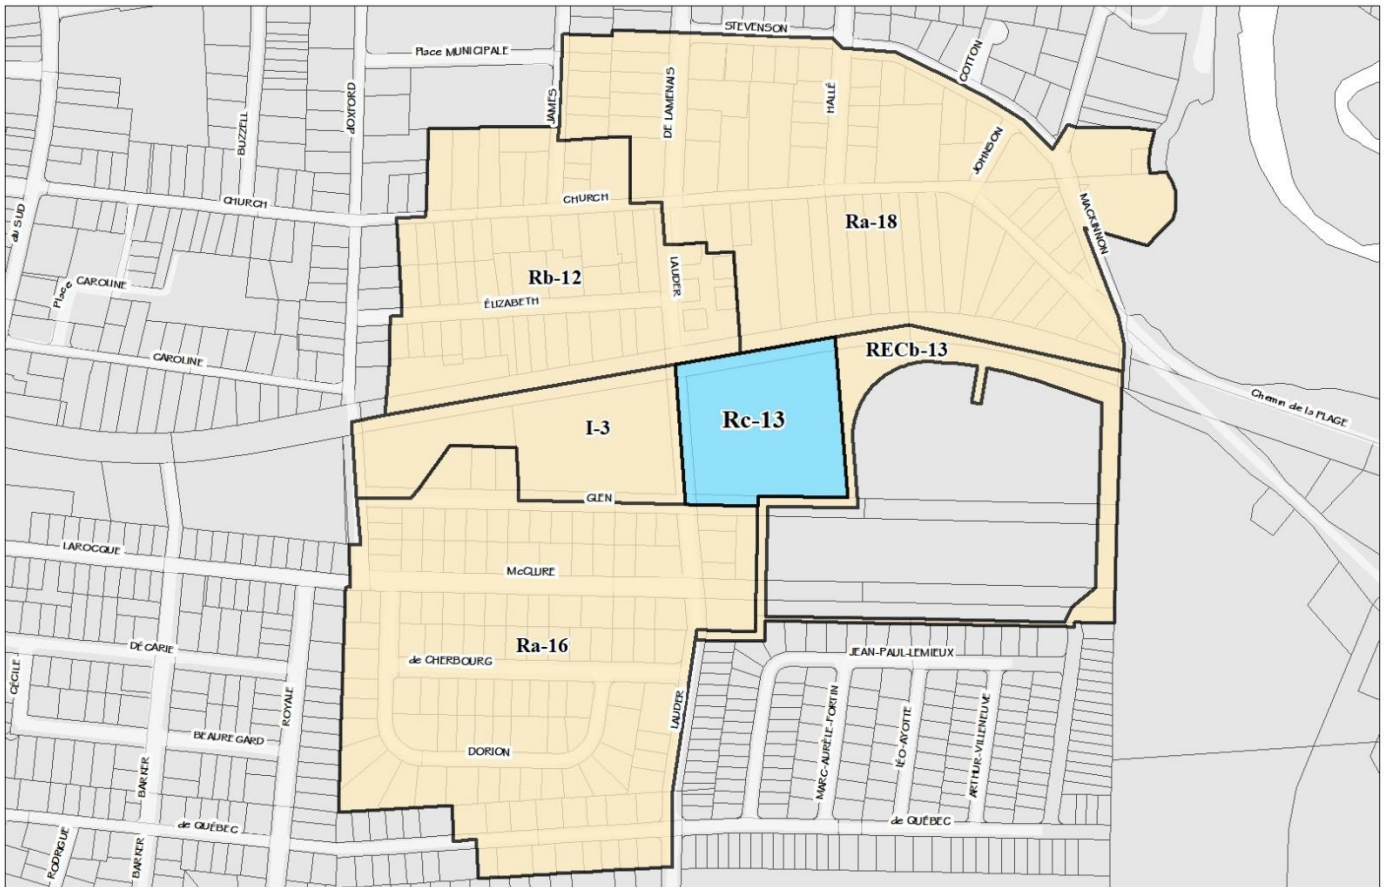 STEVENSON
Place MUNICIPALE
COTTON
JAMES
DE LAMENAIS
HALLÉ
JOXFORD
BUZZELL
JOHNSON
CHURCH
CHURCH
du SUD
Ra-18
MACKINNON
Rb-12
LAUDER
Place CAROLINE
ÉLIZABETH
CAROLINE
RECb-13
Chemin de la PLAGE
Rc-13
I-3
GLEN
LAROCQUE
McCLURE
DÉCARIE
Ra-16
JEAN-PAUL-LEMIEUX
de CHERBOURG
CÉCILE
ROYALE
LAUDER
MARC-AURÈLE-FORTIN
LÉO-AYOTTE
ARTHUR-VILLENEUVE
BEAUREGARD
DORION
BARKER
de QUÉBEC
de QUÉBEC
RODRIGUE
BARKER